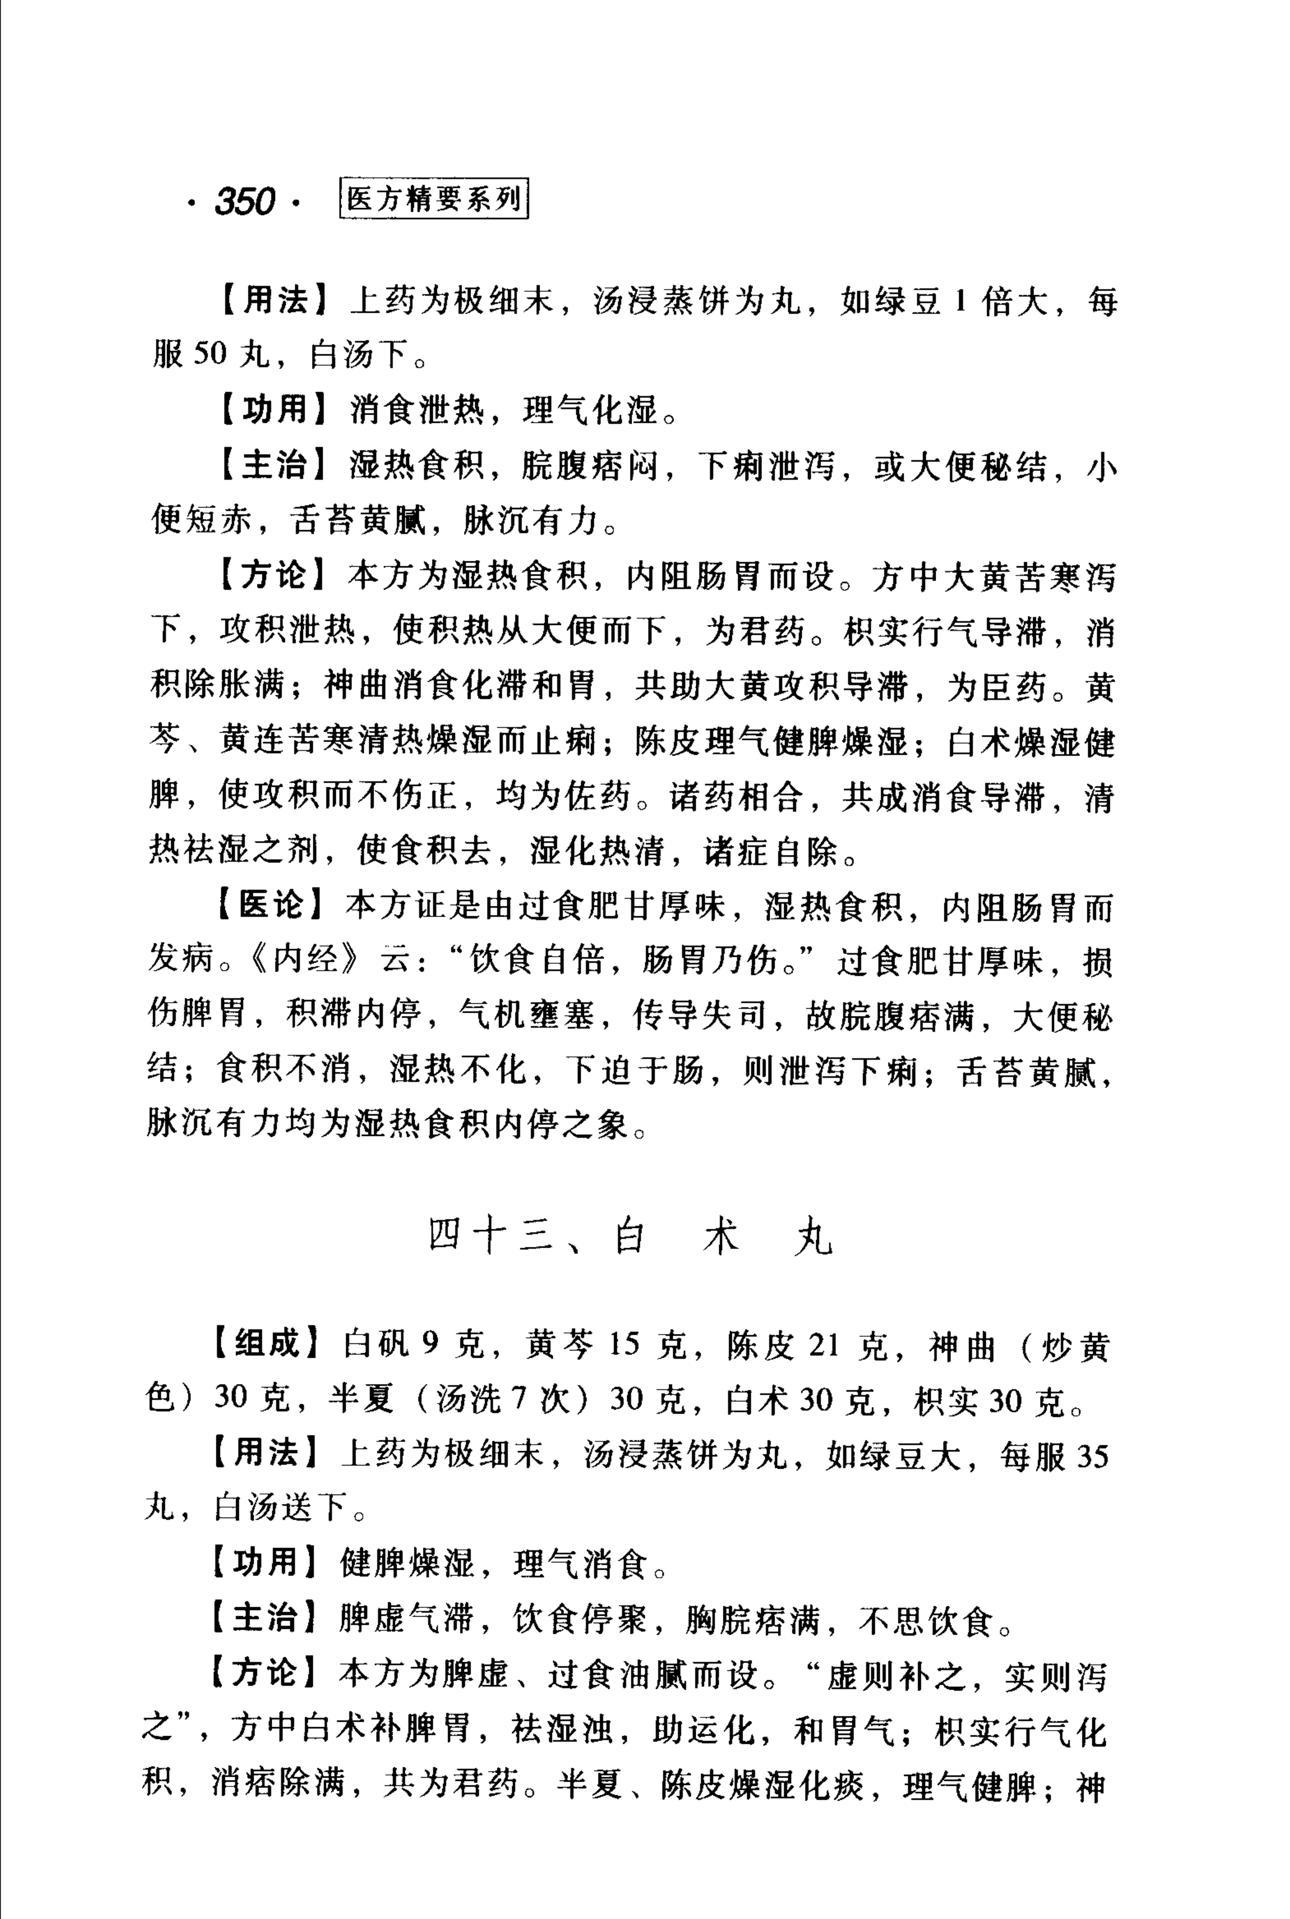 ·350· 医方精要系列
【用法】上药为极细末，汤浸蒸饼为丸，如绿豆1倍大，每
服50丸，白汤下。
【功用】消食泄热，理气化湿。
【主治】湿热食积，脘腹痞闷，下痢泄泻，或大便秘结，小
便短赤，舌苔黄腻，脉沉有力。
【方论】本方为湿热食积，内阻肠胃而设。方中大黄苦寒泻
下，攻积泄热，使积热从大便而下，为君药。枳实行气导滞，消
积除胀满；神曲消食化滞和胃，共助大黄攻积导滞，为臣药。黄
芩、黄连苦寒清热燥湿而止痢；陈皮理气健脾燥湿；白术燥湿健
脾，使攻积而不伤正，均为佐药。诸药相合，共成消食导滞，清
热祛湿之剂，使食积去，湿化热清，诸症自除。
【医论】本方证是由过食肥甘厚味，湿热食积，内阻肠胃而
发病。《内经》云：“饮食自倍，肠胃乃伤。”过食肥甘厚味，损
伤脾胃，积滞内停，气机壅塞，传导失司，故脘腹痞满，大便秘
结；食积不消，湿热不化，下迫于肠，则泄泻下痢；舌苔黄腻，
脉沉有力均为湿热食积内停之象。
四十三、白 术 丸
【组成】白矾9克，黄芩15克，陈皮21克，神曲（炒黄
色）30克，半夏（汤洗7次）30克，白术30克，枳实30克。
【用法】上药为极细末，汤浸蒸饼为丸，如绿豆大，每服35
丸，白汤送下。
【功用】健脾燥湿，理气消食。
【主治】脾虚气滞，饮食停聚，胸脘痞满，不思饮食。
【方论】本方为脾虚、过食油腻而设。“虚则补之，实则泻
之”，方中白术补脾胃，祛湿浊，助运化，和胃气；枳实行气化
积，消痞除满，共为君药。半夏、陈皮燥湿化痰，理气健脾；神